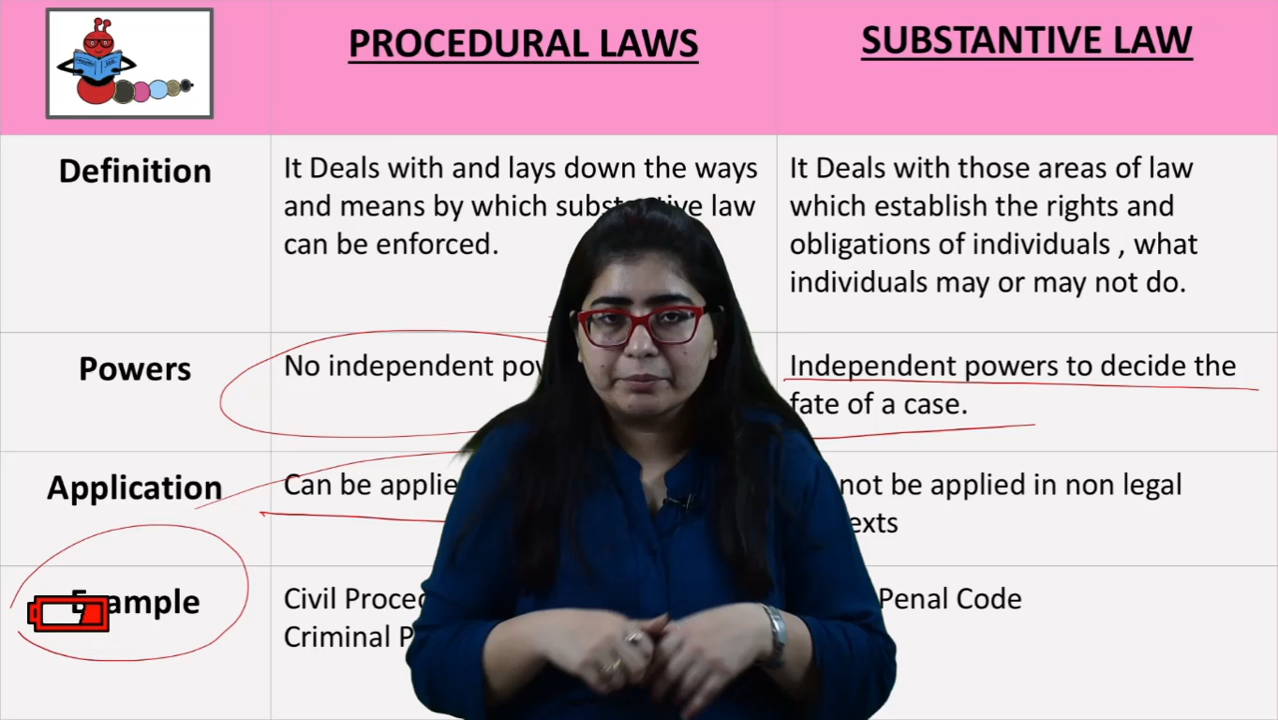 PROCEDURAL LAWS
SUBSTANTIVE LAW
Definition
It Deals with and lays down the ways
and means by which substantive law
can be enforced.
It Deals with those areas of law
which establish the rights and
obligations of individuals , what
individuals may or may not do.
Powers
No independent
Independent powers to decide the
fate of a case.
Application
Can be
not be applied in non legal
Example
Civil
Criminal
Penal Code